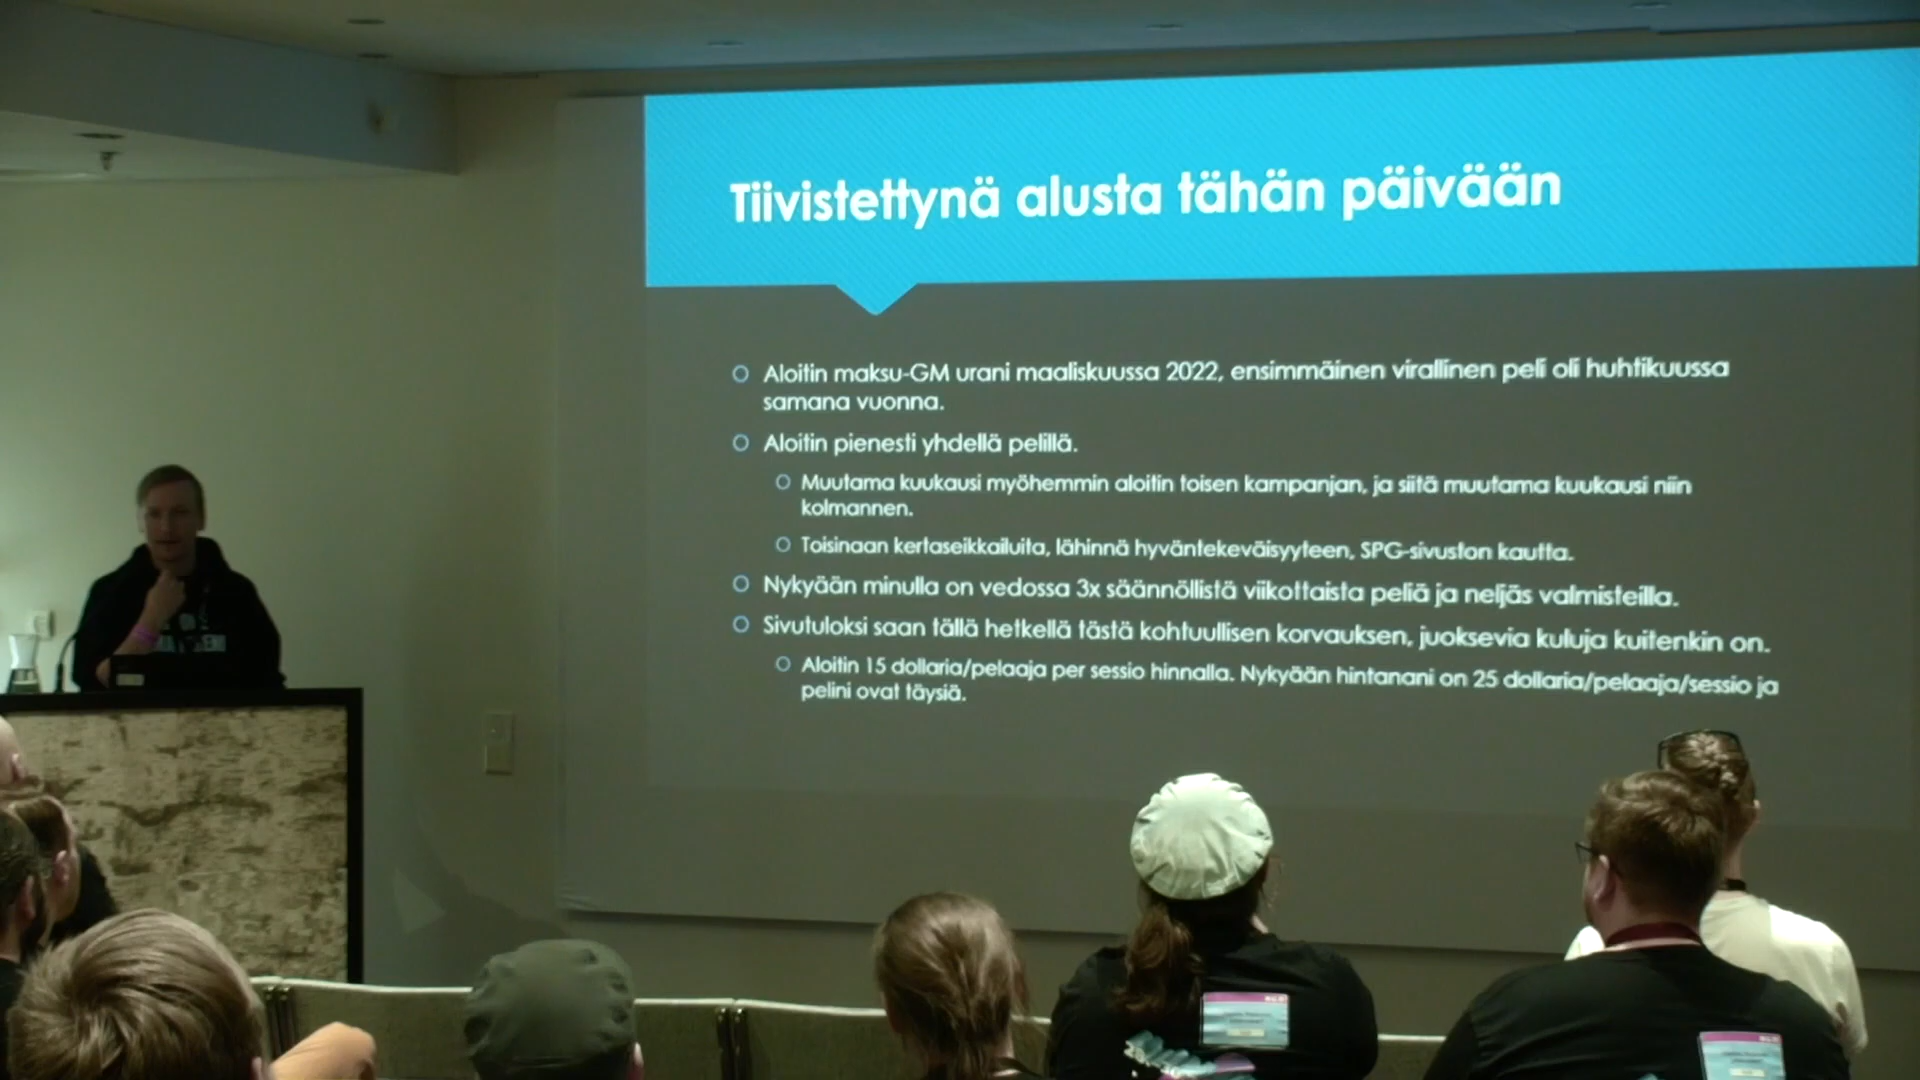 Tiivistettynä alusta tähän päivään
Aloitin maksu-GM urani maaliskuussa 2022, ensimmäinen virallinen peli oli huhtikuussa
samana vuonna.
Aloitin pienesti yhdellä pelillä.
Muutama kuukausi myöhemmin aloitin toisen kampanjan, ja siitä muutama kuukausi niin
kolmannen.
Toisinaan kertaseikkailuita, lähinnä hyväntekeväisyyteen, SPG-sivuston kautta.
Nykyään minulla on vedossa 3x säännöllistä viikottaista peliä ja neljäs valmisteilla.
Sivutuloksi saan tällä hetkellä tästä kohtuullisen korvauksen, juoksevia kuluja kuitenkin on.
Aloitin 15 dollaria/pelaaja per sessio hinnalla. Nykyään hintanani on 25 dollaria/pelaaja/sessio ja
pelini ovat täysiä.